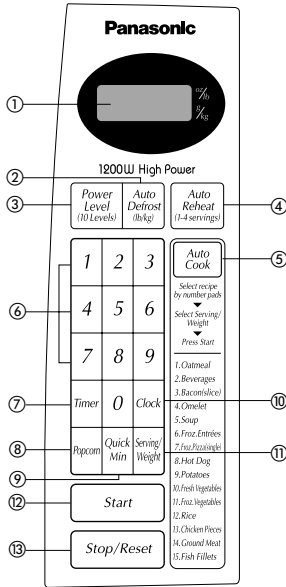 Panasonic
①
oz/lb
g/kg
1200W High Power
②
③
Power Level (10 Levels)
Auto Defrost (lb/kg)
Auto Reheat (1-4 servings)
④
Auto Cook
⑤
Select recipe by number pads
Select Serving/ Weight
Press Start
1 2 3
4 5 6
7 8 9
⑥
⑦
Timer 0 Clock
⑩
⑧
Popcorn
Quick Min
Serving/ Weight
⑪
⑨
1.Oatmeal
2.Beverages
3.Bacon(slice)
4.Omelet
5.Soup
6.Froz.Entrées
7.Froz.Pizza(single)
8.Hot Dog
9.Potatoes
10.Fresh Vegetables
11.Froz.Vegetables
12.Rice
13.Chicken Pieces
14.Ground Meat
15.Fish Fillets
⑫
Start
⑬
Stop/Reset